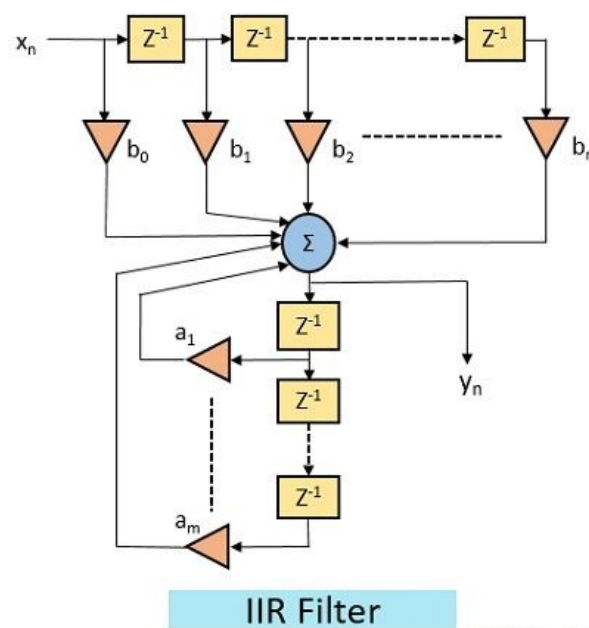 xₙ
Z⁻¹
Z⁻¹
Z⁻¹
b₀
b₁
b₂
Σ
Z⁻¹
a₁
Z⁻¹
yₙ
Z⁻¹
aₘ
IIR Filter